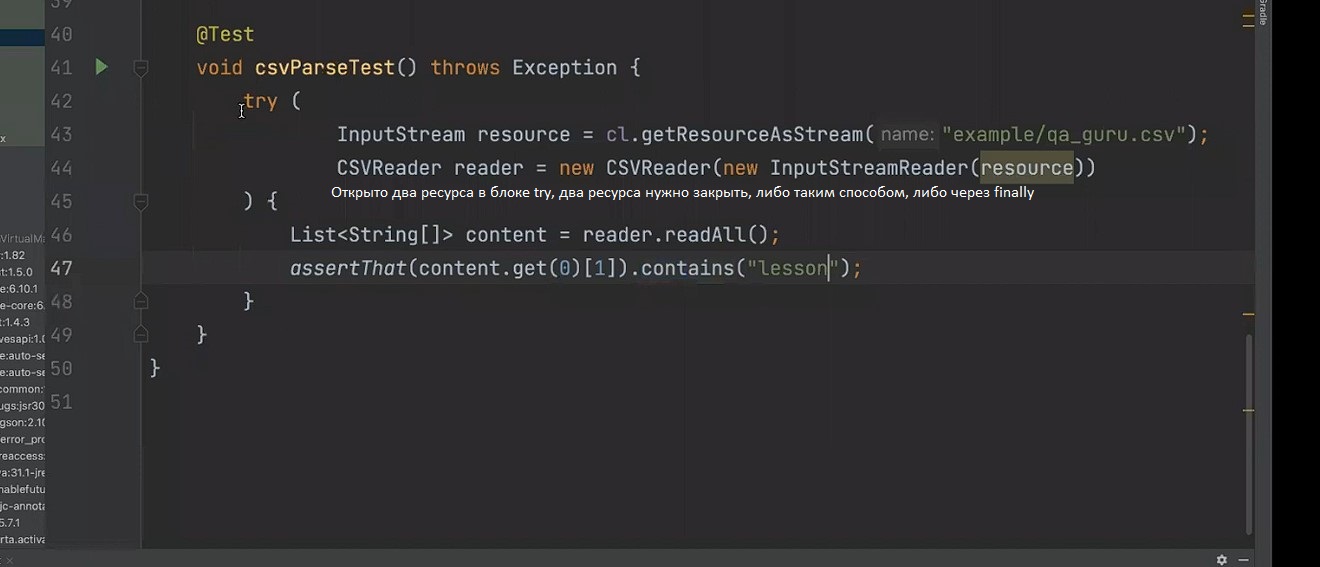 39
40 @Test
41 void csvParseTest() throws Exception {
42 try (
43 InputStream resource = cl.getResourceAsStream( name: "example/qa_guru.csv");
44 CSVReader reader = new CSVReader(new InputStreamReader(resource))
Открыто два ресурса в блоке try, два ресурса нужно закрыть, либо таким способом, либо через finally
45 ) {
46 List<String[]> content = reader.readAll();
47 assertThat(content.get(0)[1]).contains("lesson");
48 }
49 }
50 }
51
x
VirtualMa
:1.82
t:1.5.0
e:6.10.1
e-core:6.
t:1.4.3
vesapi:1.0
e:auto-se
e:auto-se
common:
ugs:jsr30
gson:2.10
error_pro
reaccess:
va:31.1-jre
nablefutu
jc-annota
5.7.1
rta.activa
Gradle